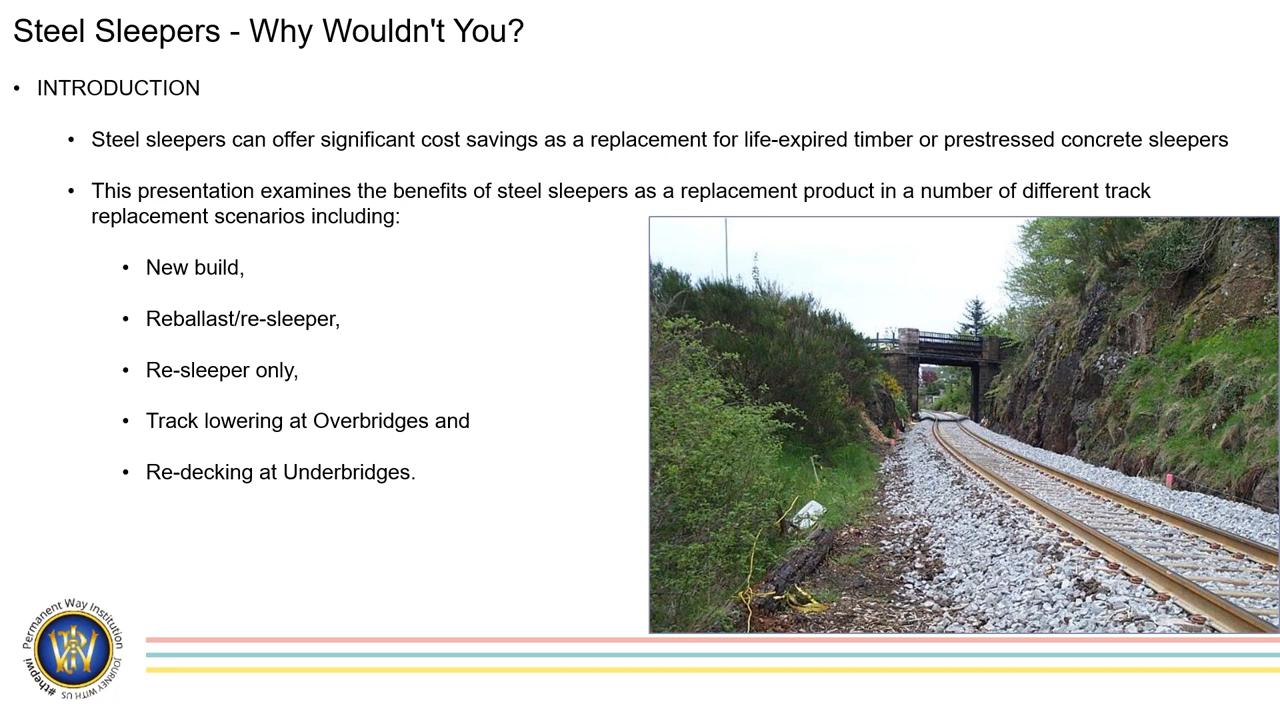 Steel Sleepers - Why Wouldn't You?
• INTRODUCTION
• Steel sleepers can offer significant cost savings as a replacement for life-expired timber or prestressed concrete sleepers
• This presentation examines the benefits of steel sleepers as a replacement product in a number of different track
replacement scenarios including:
• New build,
• Reballast/re-sleeper,
• Re-sleeper only,
• Track lowering at Overbridges and
• Re-decking at Underbridges.
Permanent Way Institution
#thepwi
JOURNEY WITH US
PWI